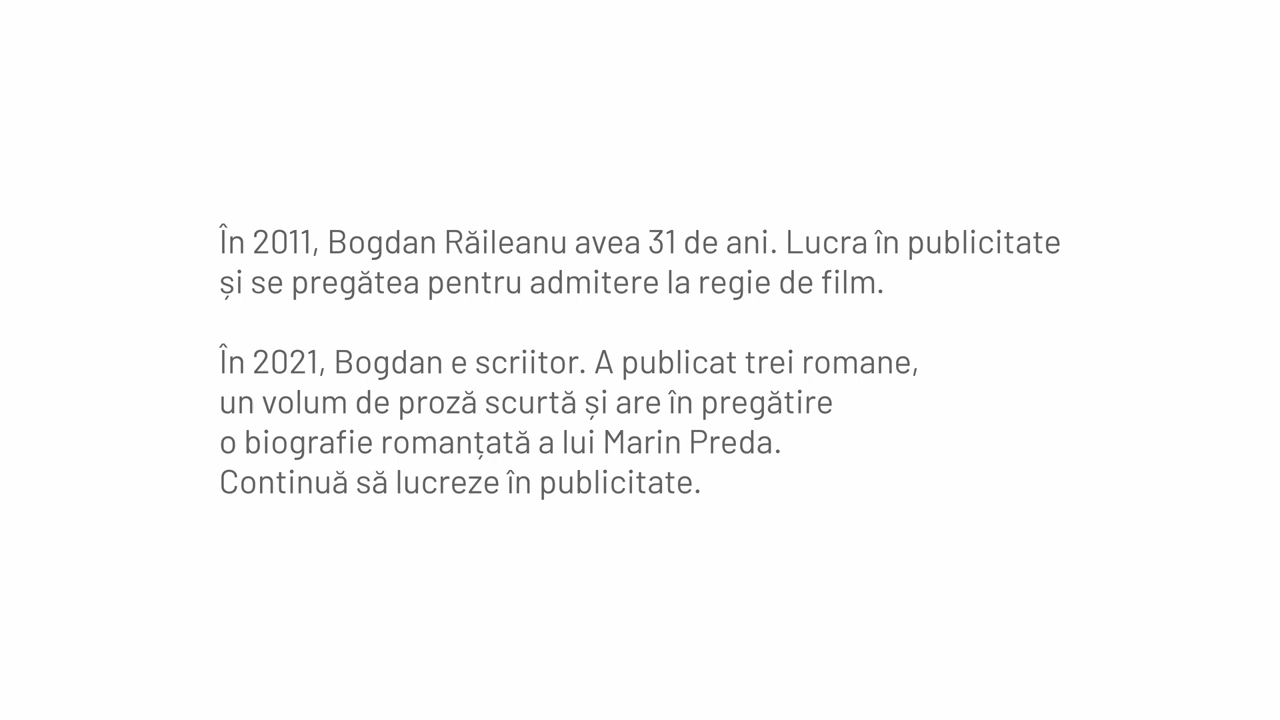 În 2011, Bogdan Răileanu avea 31 de ani. Lucra în publicitate
și se pregătea pentru admitere la regie de film.
În 2021, Bogdan e scriitor. A publicat trei romane,
un volum de proză scurtă și are în pregătire
o biografie romanțată a lui Marin Preda.
Continuă să lucreze în publicitate.